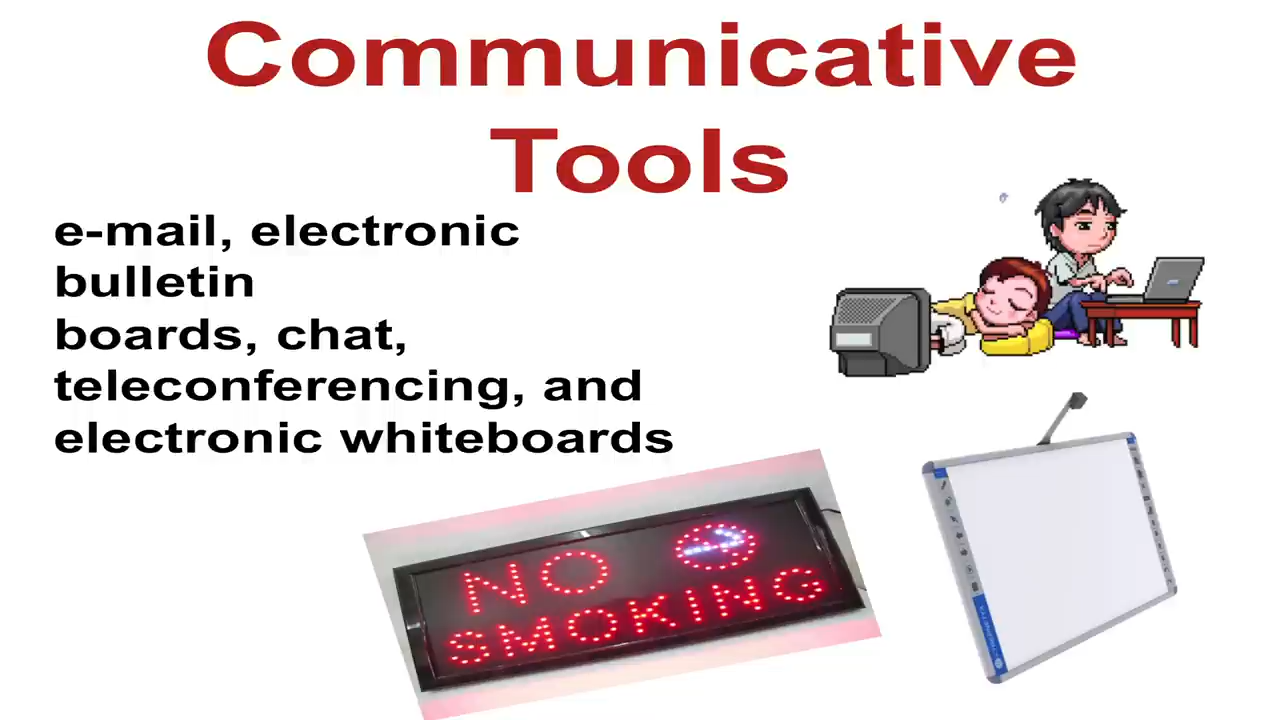 Communicative
Tools
e-mail, electronic
bulletin
boards, chat,
teleconferencing, and
electronic whiteboards
NO
SMOKING